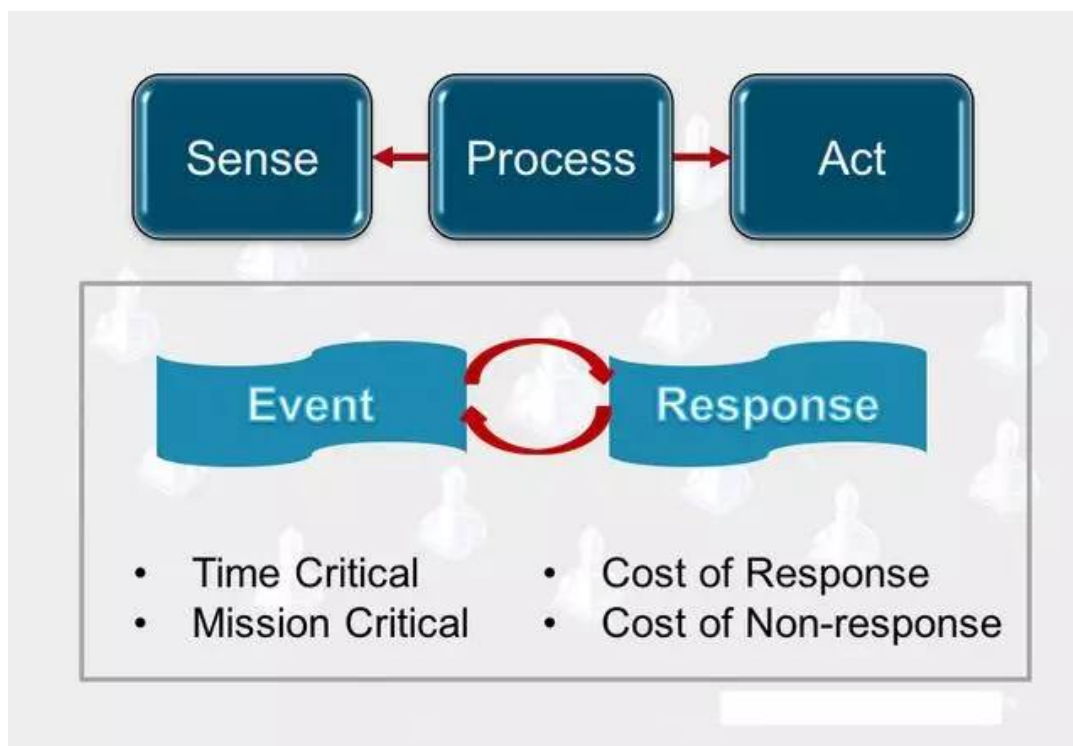 Sense Process Act
Event Response
• Time Critical
• Mission Critical
• Cost of Response
• Cost of Non-response